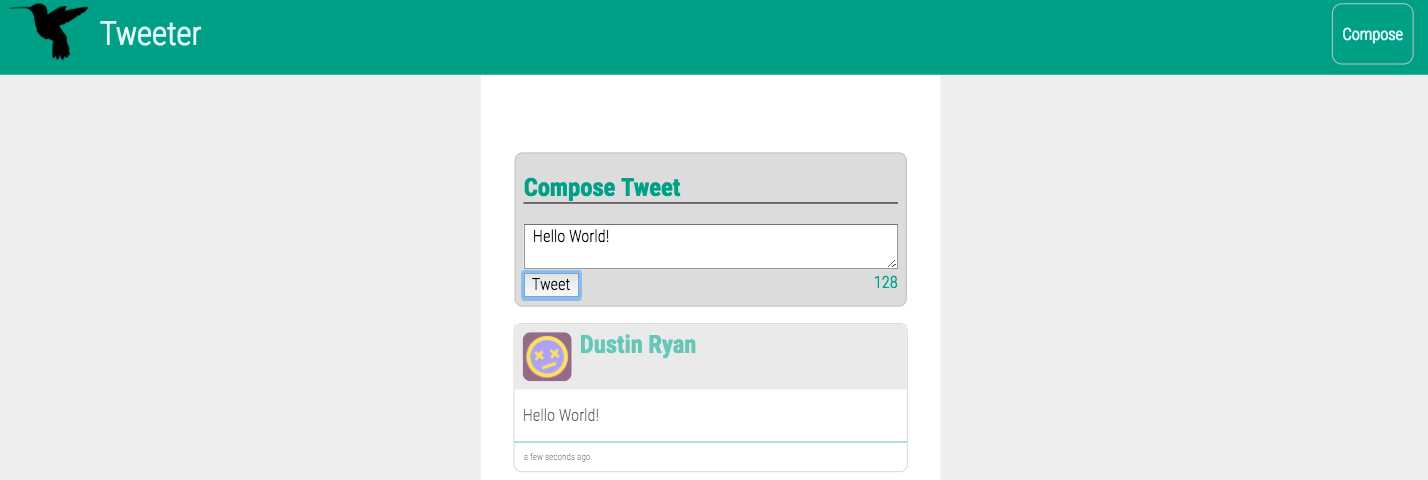 Tweeter
Compose
Compose Tweet
Hello World!
Tweet
128
Dustin Ryan
Hello World!
a few seconds ago